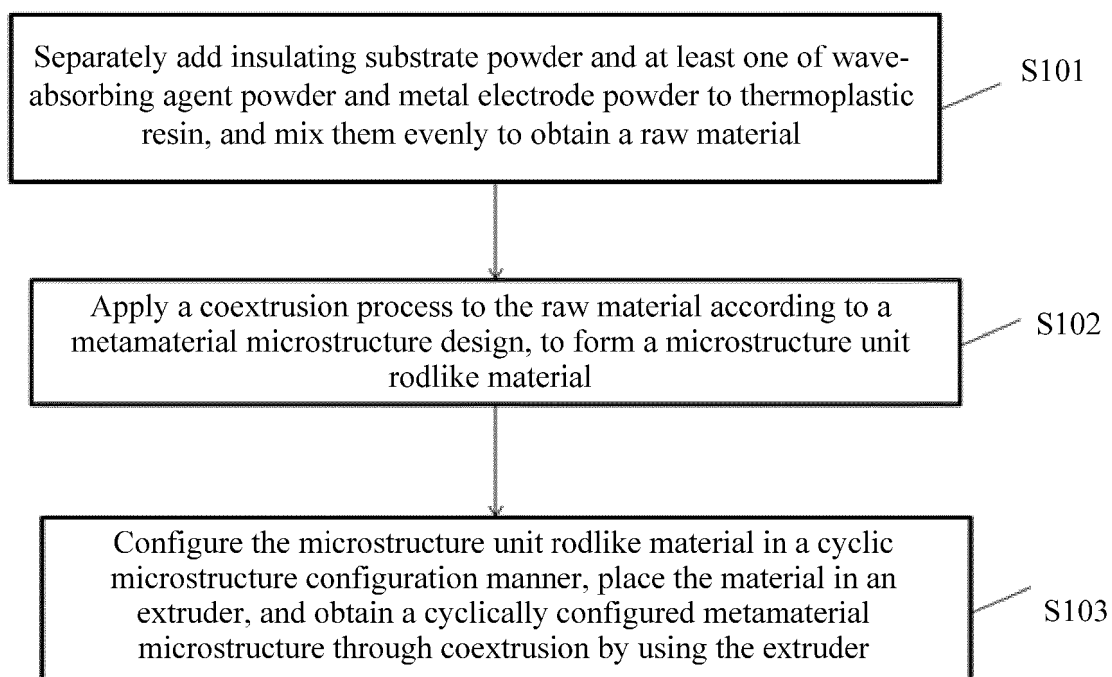 Separately add insulating substrate powder and at least one of wave-
absorbing agent powder and metal electrode powder to thermoplastic
resin, and mix them evenly to obtain a raw material
S101
Apply a coextrusion process to the raw material according to a
metamaterial microstructure design, to form a microstructure unit
rodlike material
S102
Configure the microstructure unit rodlike material in a cyclic
microstructure configuration manner, place the material in an
extruder, and obtain a cyclically configured metamaterial
microstructure through coextrusion by using the extruder
S103